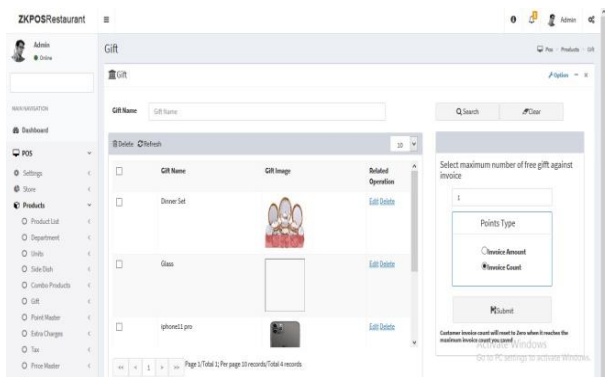 ZKPOSRestaurant
0
Admin
Admin
Online
MAIN NAVIGATION
Dashboard
POS
Settings
Store
Products
Product List
Department
Units
Side Dish
Combo Products
Gift
Point Master
Extra Charges
Tax
Price Master
Gift
Pos - Products - Gift
Gift
Option
Gift Name
Gift Name
Search
Clear
Delete Refresh
10
Gift Name Gift Image Related Operation
Dinner Set Edit Delete
Glass Edit Delete
iphone11 pro Edit Delete
« < 1 > » Page 1/Total 1; Per page 10 records/Total 4 records
Select maximum number of free gift against
invoice
1
Points Type
Invoice Amount
Invoice Count
Submit
Customer Invoice count will reset to Zero when it reaches the
maximum invoice count you saved
Activate Windows
Go to PC settings to activate Windows.